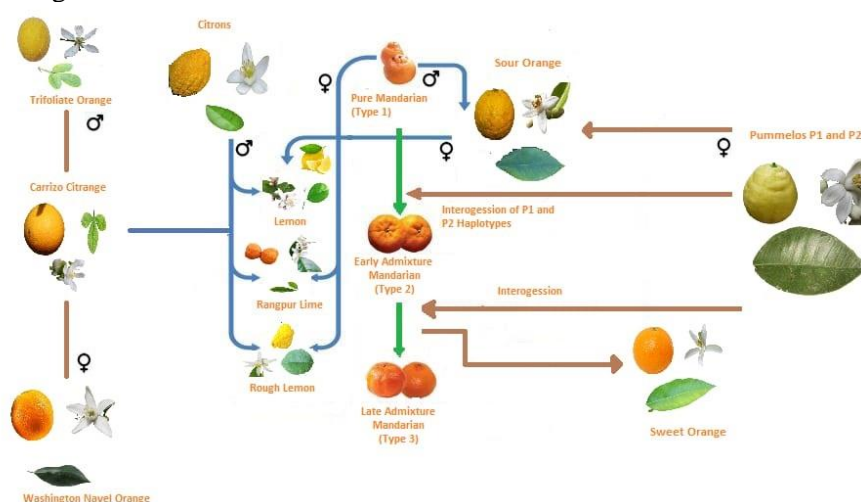 Citrons
Trifoliate Orange
Pure Mandarian
(Type 1)
Sour Orange
Pummelos P1 and P2
Carrizo Citrange
Lemon
Interogession of P1 and
P2 Haplotypes
Early Admixture
Mandarian
(Type 2)
Rangpur Lime
Interogession
Rough Lemon
Late Admixture
Mandarian
(Type 3)
Sweet Orange
Washington Navel Orange